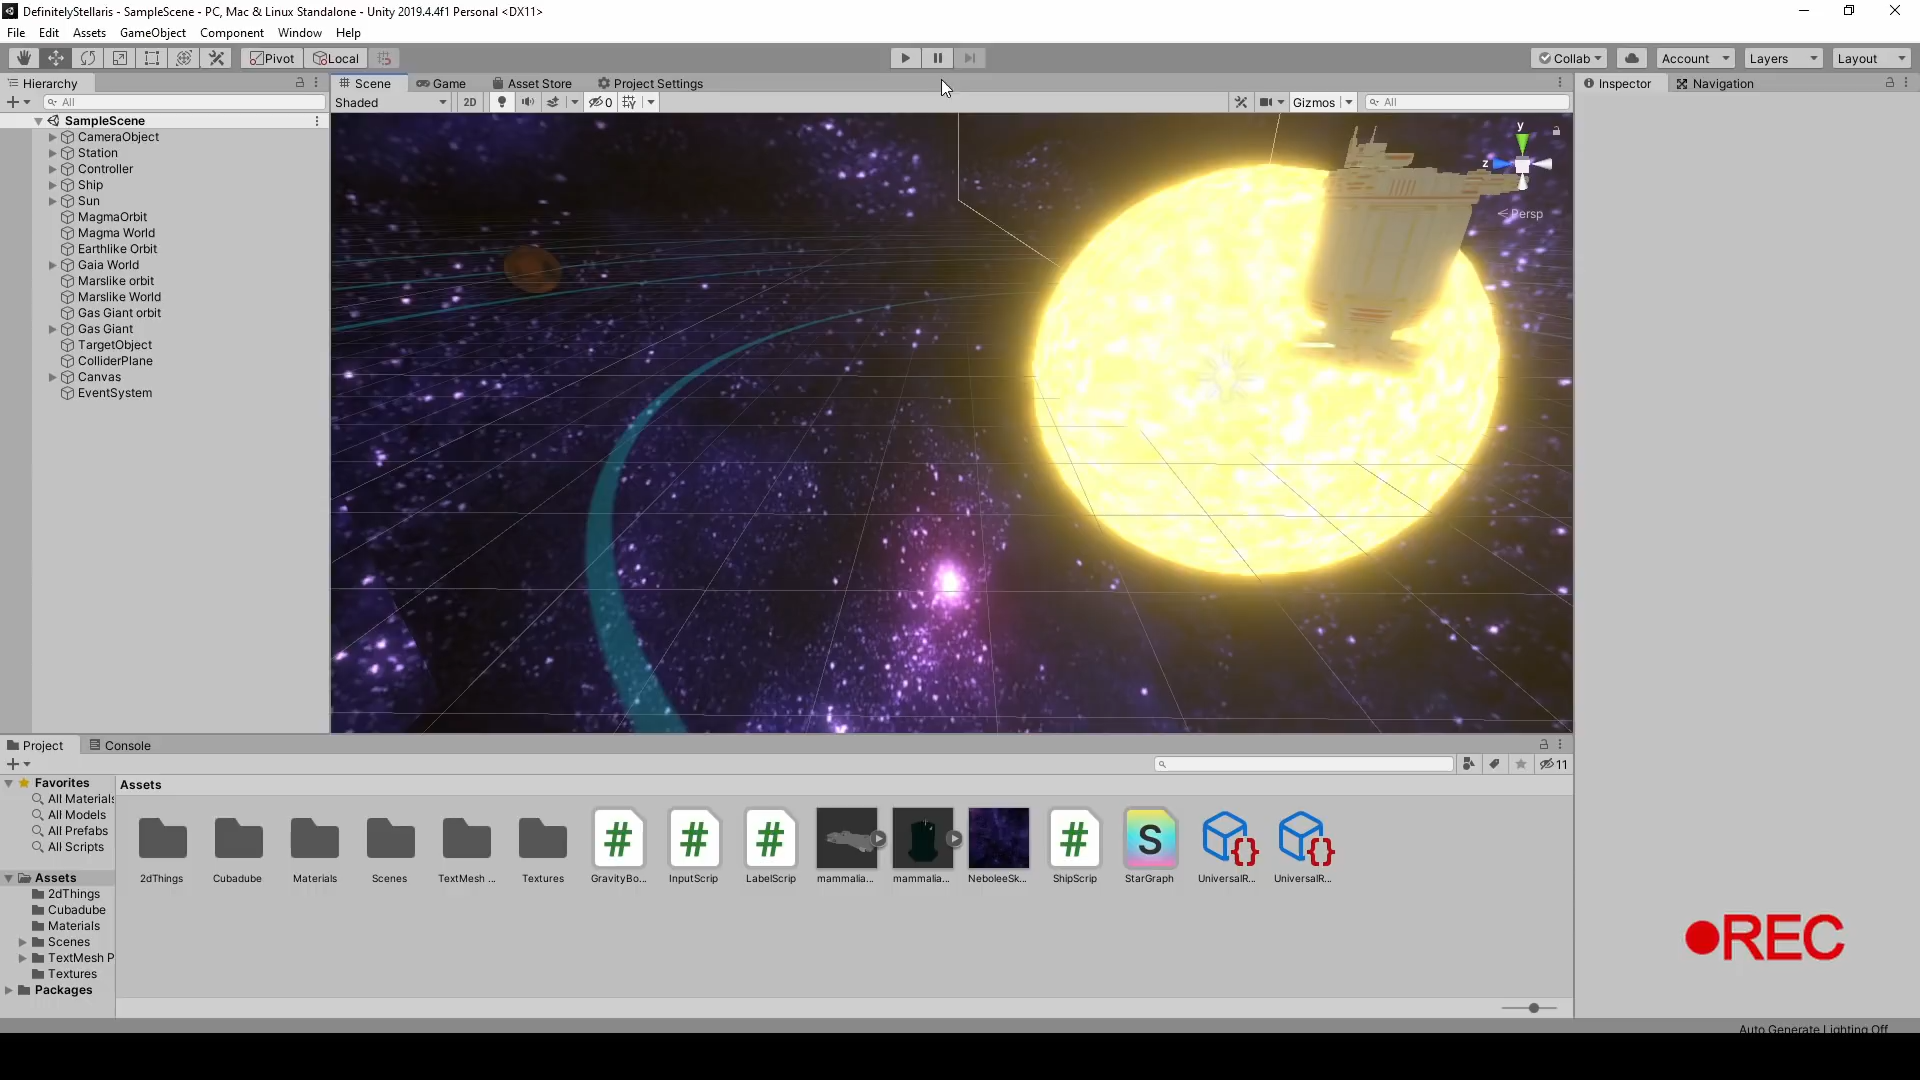 DefinitelyStellaris - SampleScene - PC, Mac & Linux Standalone - Unity 2019.4.4f1 Personal <DX11>
File Edit Assets GameObject Component Window Help
Pivot Local Collab Account Layers Layout
Hierarchy
All
SampleScene
CameraObject
Station
Controller
Ship
Sun
MagmaOrbit
Magma World
Earthlike Orbit
Gaia World
Marslike orbit
Marslike World
Gas Giant orbit
Gas Giant
TargetObject
ColliderPlane
Canvas
EventSystem
Scene Game Asset Store Project Settings
Shaded 2D 0 Gizmos All
y
z
Persp
Inspector Navigation
Project Console
11
Favorites
All Materials
All Models
All Prefabs
All Scripts
Assets
2dThings
Cubadube
Materials
Scenes
TextMesh P
Textures
Packages
Assets
# # # # S {} {}
2dThings Cubadube Materials Scenes TextMesh ... Textures GravityBo... InputScrip LabelScrip mammalia... mammalia... NeboleeSk... ShipScrip StarGraph UniversalR... UniversalR...
REC
Auto Generate Lighting Off